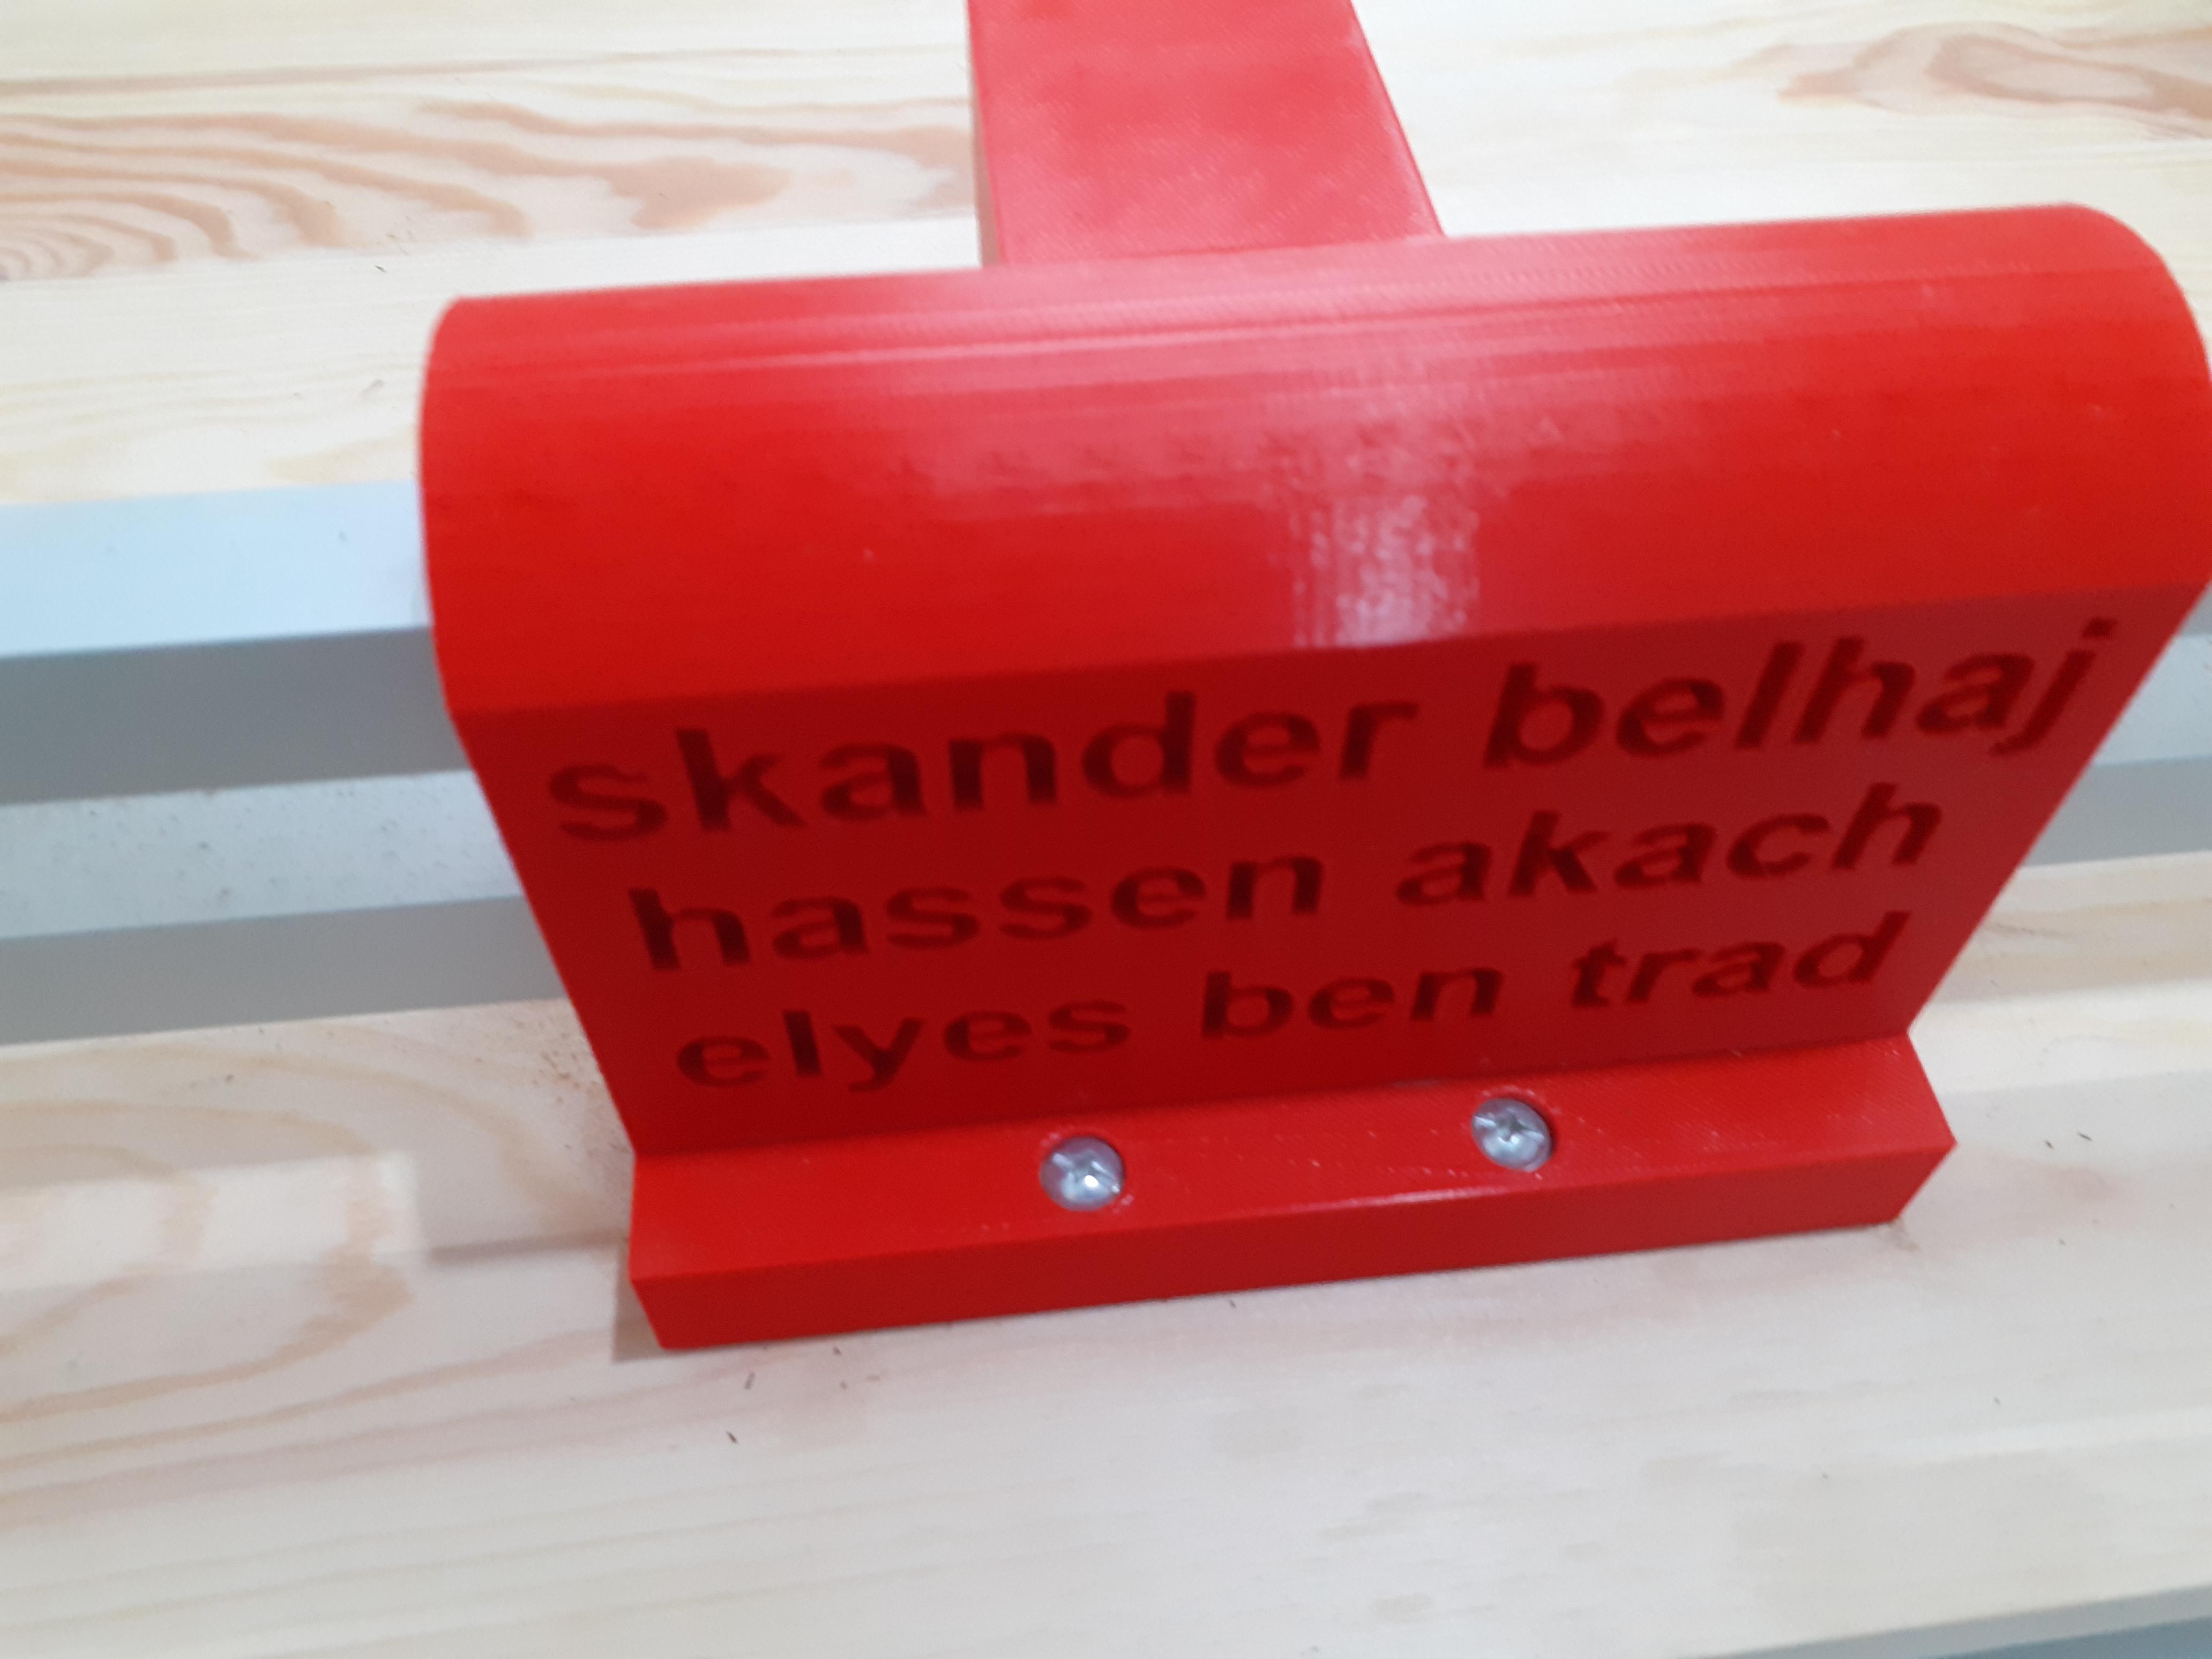 skander belhaj
hassen akach
elyes ben trad